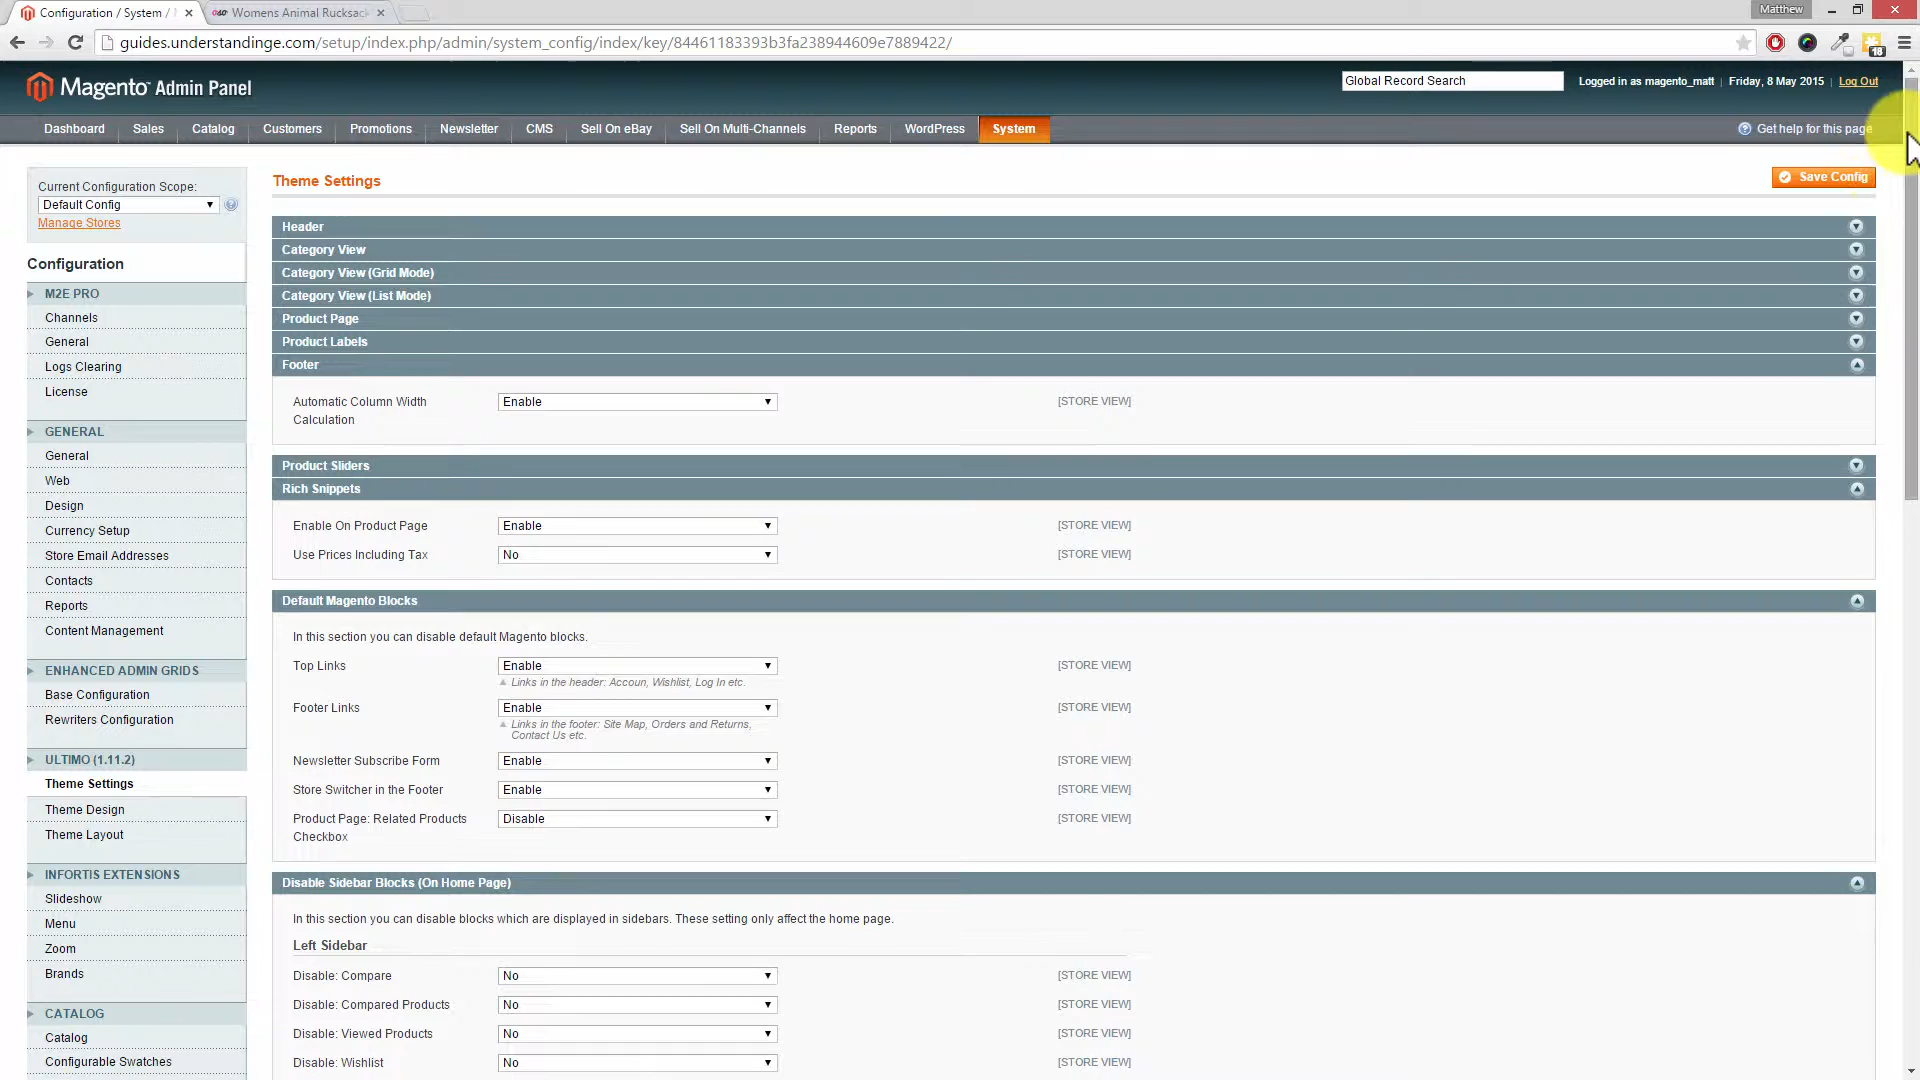 Configuration / System /
Womens Animal Rucksack
Matthew
guides.understandinge.com/setup/index.php/admin/system_config/index/key/84461183393b3fa238944609e7889422/
18
Magento Admin Panel
Global Record Search
Logged in as magento_matt | Friday, 8 May 2015 | Log Out
Dashboard Sales Catalog Customers Promotions Newsletter CMS Sell On eBay Sell On Multi-Channels Reports WordPress System
Get help for this page
Current Configuration Scope:
Default Config
Manage Stores
Configuration
M2E PRO
Channels
General
Logs Clearing
License
GENERAL
General
Web
Design
Currency Setup
Store Email Addresses
Contacts
Reports
Content Management
ENHANCED ADMIN GRIDS
Base Configuration
Rewriters Configuration
ULTIMO (1.11.2)
Theme Settings
Theme Design
Theme Layout
INFORTIS EXTENSIONS
Slideshow
Menu
Zoom
Brands
CATALOG
Catalog
Configurable Swatches
Theme Settings
Save Config
Header
Category View
Category View (Grid Mode)
Category View (List Mode)
Product Page
Product Labels
Footer
Automatic Column Width Calculation Enable [STORE VIEW]
Product Sliders
Rich Snippets
Enable On Product Page Enable [STORE VIEW]
Use Prices Including Tax No [STORE VIEW]
Default Magento Blocks
In this section you can disable default Magento blocks.
Top Links Enable [STORE VIEW]
Links in the header: Accoun, Wishlist, Log In etc.
Footer Links Enable [STORE VIEW]
Links in the footer: Site Map, Orders and Returns,
Contact Us etc.
Newsletter Subscribe Form Enable [STORE VIEW]
Store Switcher in the Footer Enable [STORE VIEW]
Product Page: Related Products Checkbox Disable [STORE VIEW]
Disable Sidebar Blocks (On Home Page)
In this section you can disable blocks which are displayed in sidebars. These setting only affect the home page.
Left Sidebar
Disable: Compare No [STORE VIEW]
Disable: Compared Products No [STORE VIEW]
Disable: Viewed Products No [STORE VIEW]
Disable: Wishlist No [STORE VIEW]